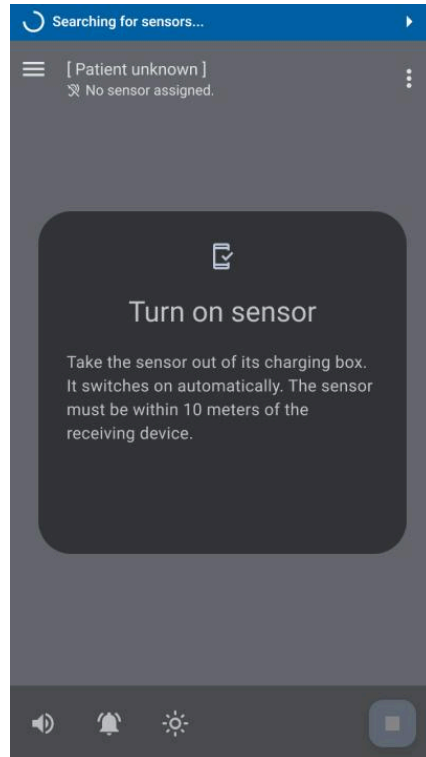 Searching for sensors...
[ Patient unknown ]
No sensor assigned.
Turn on sensor
Take the sensor out of its charging box.
It switches on automatically. The sensor
must be within 10 meters of the
receiving device.